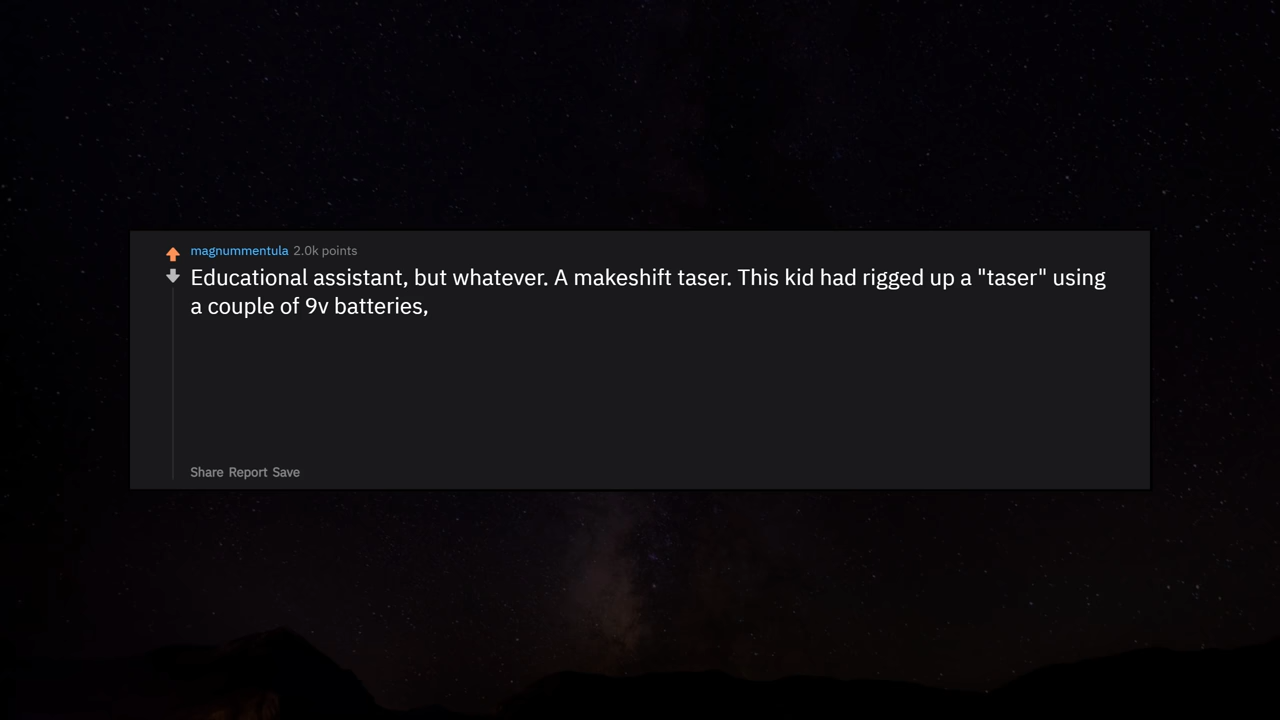 magnummentula 2.0k points
Educational assistant, but whatever. A makeshift taser. This kid had rigged up a "taser" using
a couple of 9v batteries,
Share Report Save